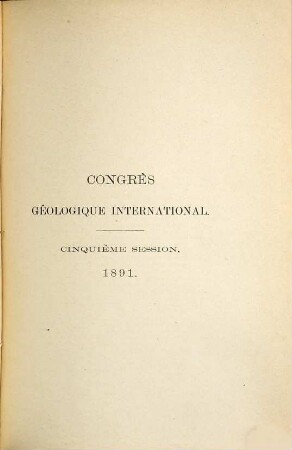 CONGRÈS
GÉOLOGIQUE INTERNATIONAL.
CINQUIÈME SESSION,
1891.